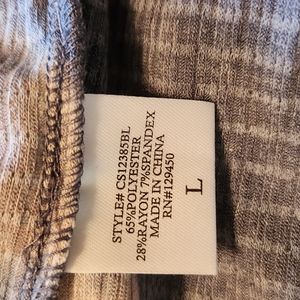 STYLE# CS12385BL
65%POLYESTER
28%RAYON 7%SPANDEX
MADE IN CHINA
RN#129450
L